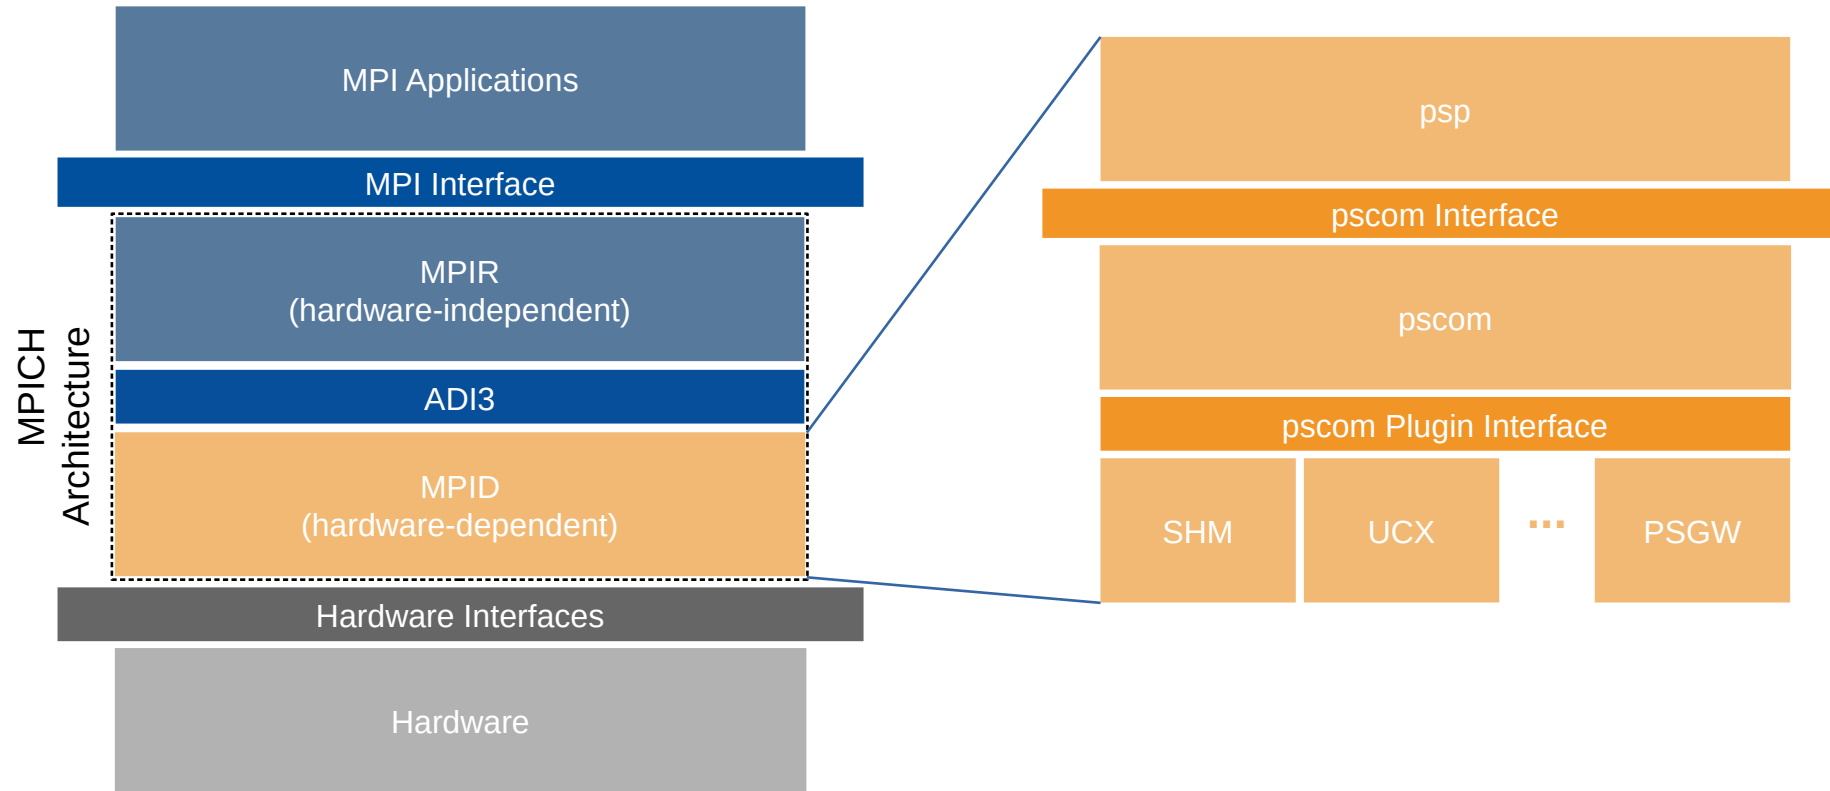 MPI Applications
MPI Interface
MPICH
Architecture
MPIR
(hardware-independent)
ADI3
MPID
(hardware-dependent)
Hardware Interfaces
Hardware
psp
pscom Interface
pscom
pscom Plugin Interface
SHM
UCX
...
PSGW